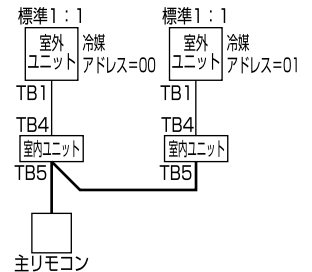 標準1：1
標準1：1
室外
ユニット
冷媒
アドレス=00
室外
ユニット
冷媒
アドレス=01
TB1
TB1
TB4
TB4
室内ユニット
室内ユニット
TB5
TB5
主リモコン